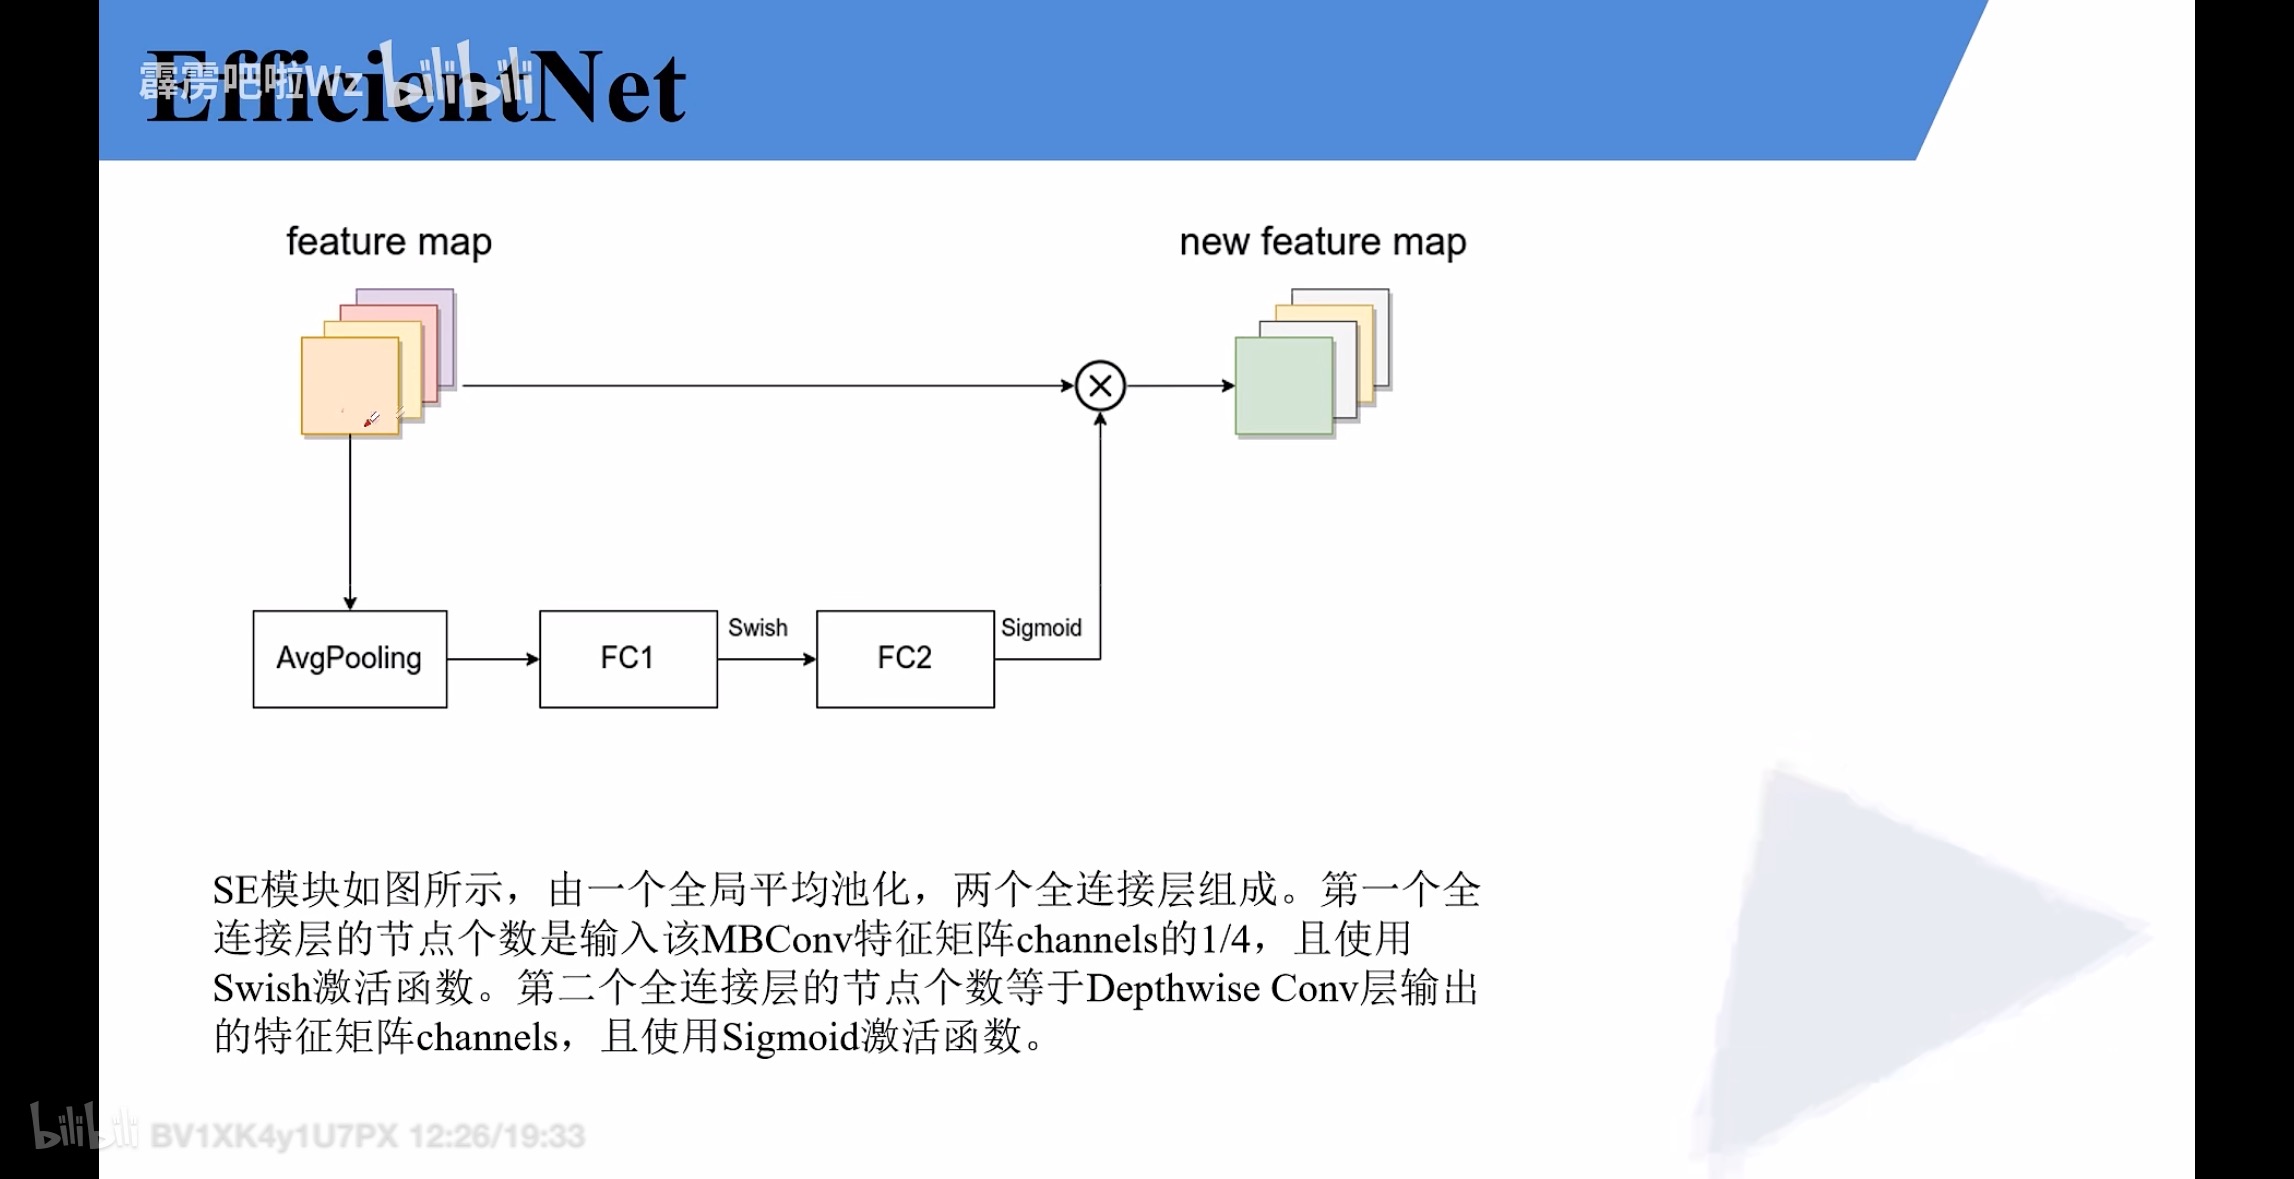 EfficientNet
霹雳吧啦Wz bilibili
feature map
new feature map
AvgPooling
FC1
Swish
FC2
Sigmoid
SE模块如图所示，由一个全局平均池化，两个全连接层组成。第一个全
连接层的节点个数是输入该MBConv特征矩阵channels的1/4，且使用
Swish激活函数。第二个全连接层的节点个数等于Depthwise Conv层输出
的特征矩阵channels，且使用Sigmoid激活函数。
bilibili BV1XK4y1U7PX 12:26/19:33